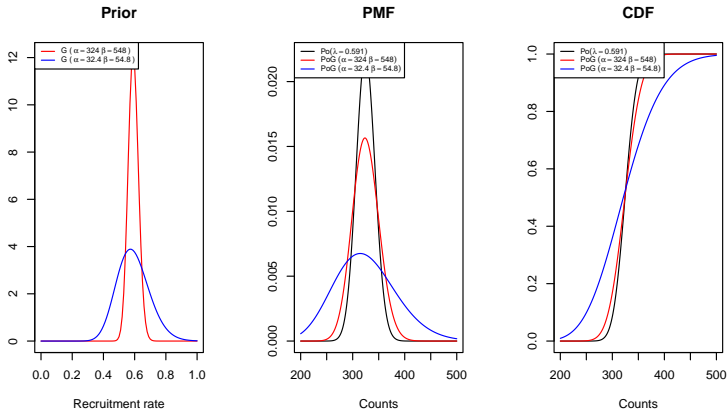 Prior
G (α−324 β−548)
G (α−32.4 β−54.8)
0
2
4
6
8
10
12
0.0
0.2
0.4
0.6
0.8
1.0
Recruitment rate
PMF
Po(λ−0.591)
PoG (α−324 β−548)
PoG (α−32.4 β−54.8)
0.000
0.005
0.010
0.015
0.020
200
300
400
500
Counts
CDF
Po(λ−0.591)
PoG (α−324 β−548)
PoG (α−32.4 β−54.8)
0.0
0.2
0.4
0.6
0.8
1.0
200
300
400
500
Counts